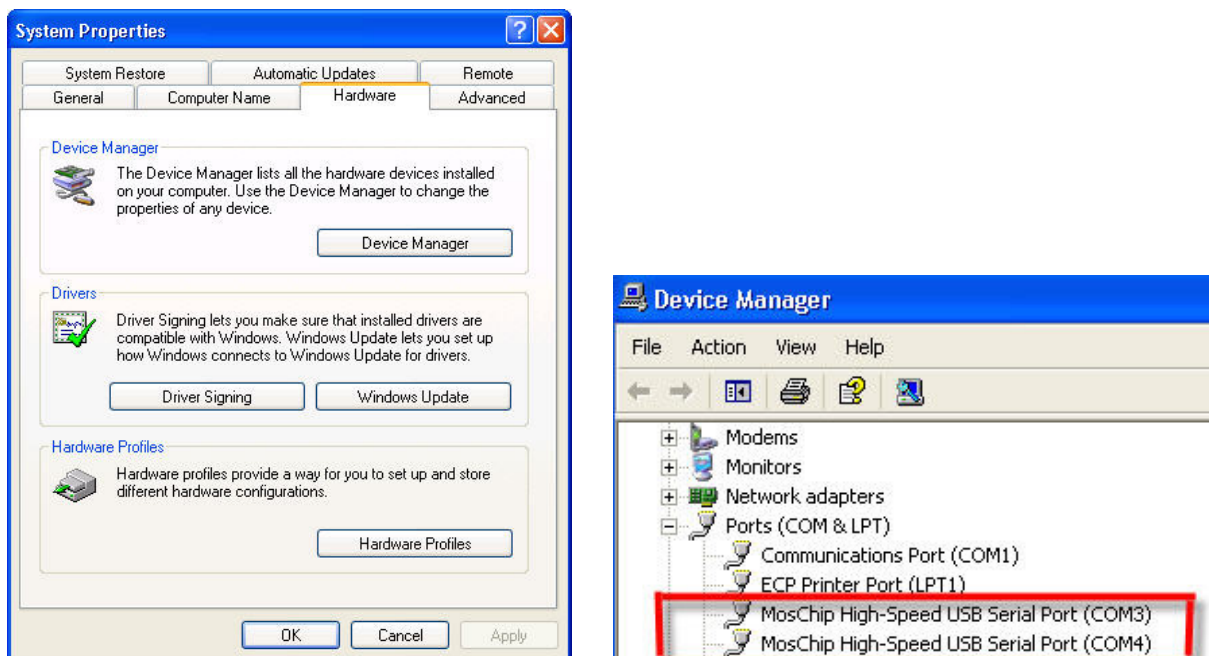 System Properties
System Restore Automatic Updates Remote
General Computer Name Hardware Advanced
Device Manager
The Device Manager lists all the hardware devices installed
on your computer. Use the Device Manager to change the
properties of any device.
Device Manager
Drivers
Driver Signing lets you make sure that installed drivers are
compatible with Windows. Windows Update lets you set up
how Windows connects to Windows Update for drivers.
Driver Signing Windows Update
Hardware Profiles
Hardware profiles provide a way for you to set up and store
different hardware configurations.
Hardware Profiles
OK Cancel Apply
Device Manager
File Action View Help
Modems
Monitors
Network adapters
Ports (COM & LPT)
Communications Port (COM1)
ECP Printer Port (LPT1)
MosChip High-Speed USB Serial Port (COM3)
MosChip High-Speed USB Serial Port (COM4)